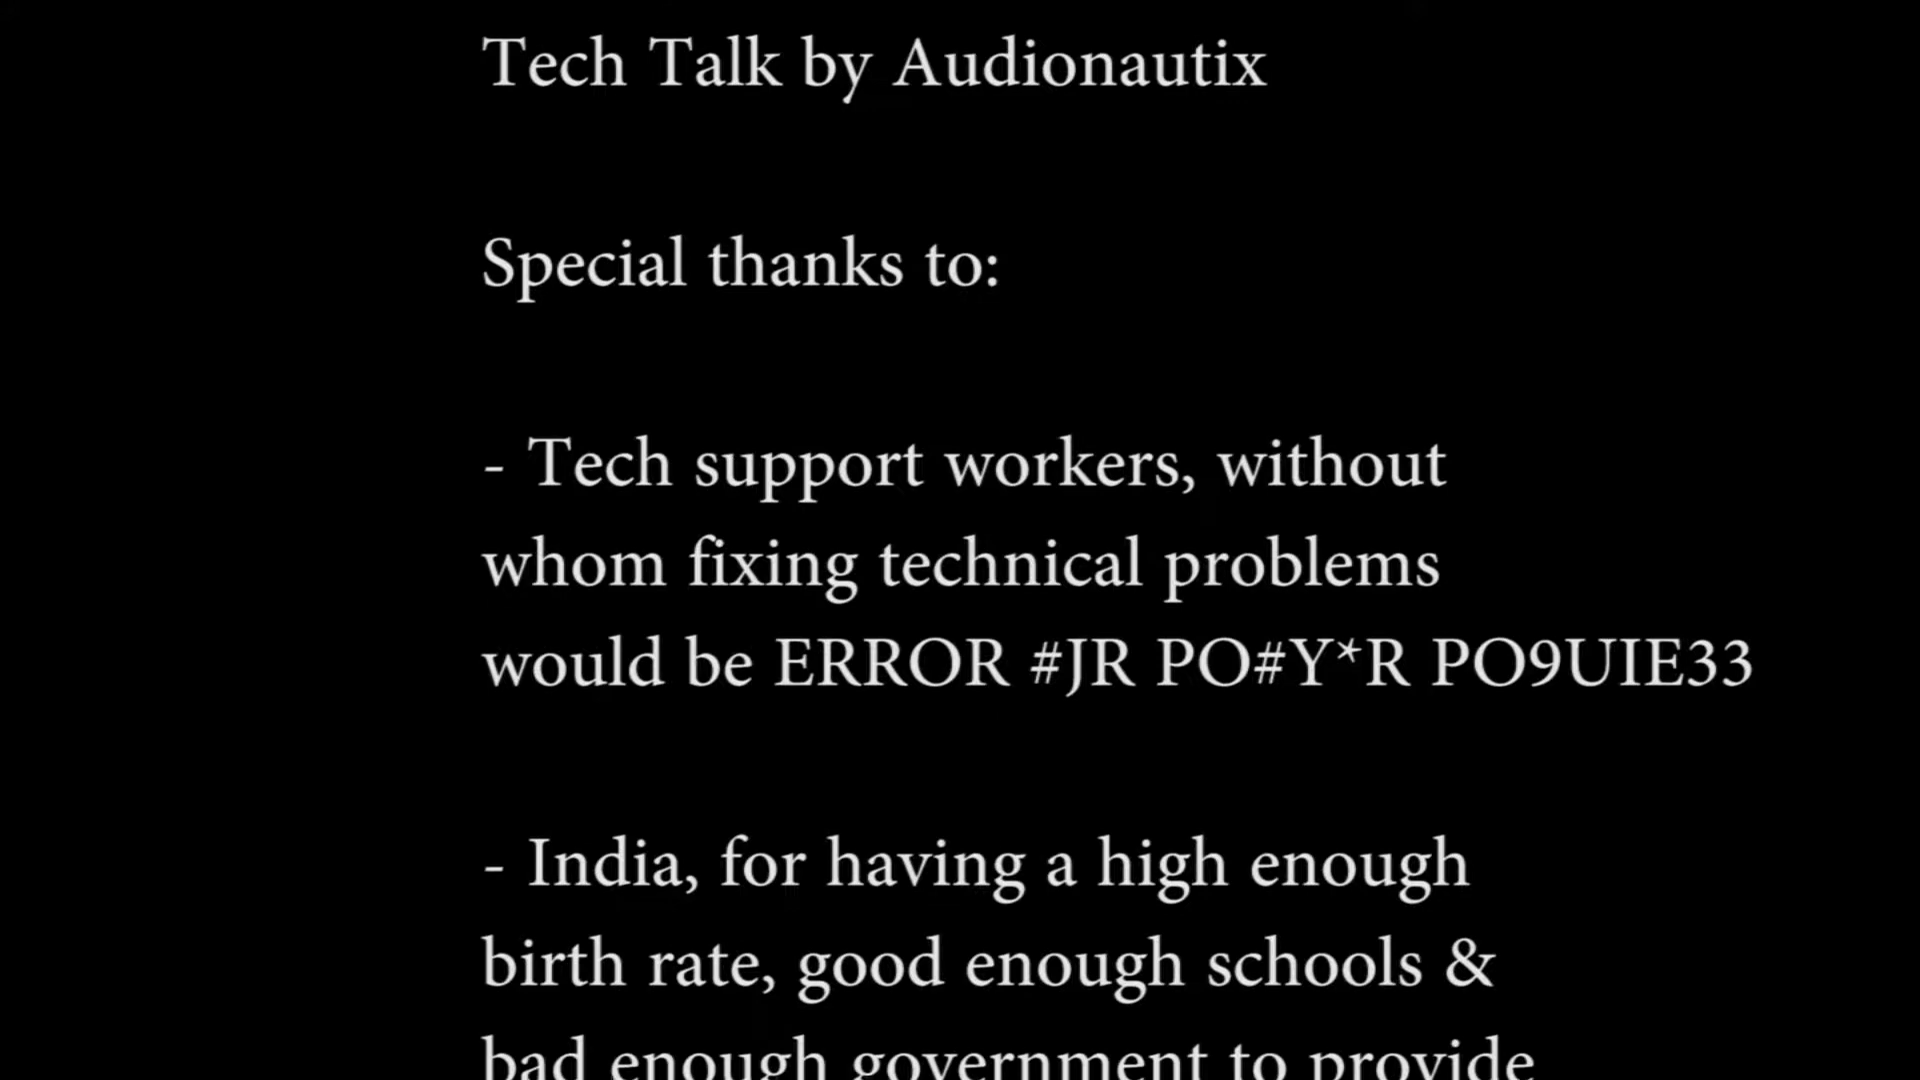 Tech Talk by Audionautix
Special thanks to:
- Tech support workers, without
whom fixing technical problems
would be ERROR #JR PO#Y*R PO9UIE33
- India, for having a high enough
birth rate, good enough schools &
bad enough government to provide